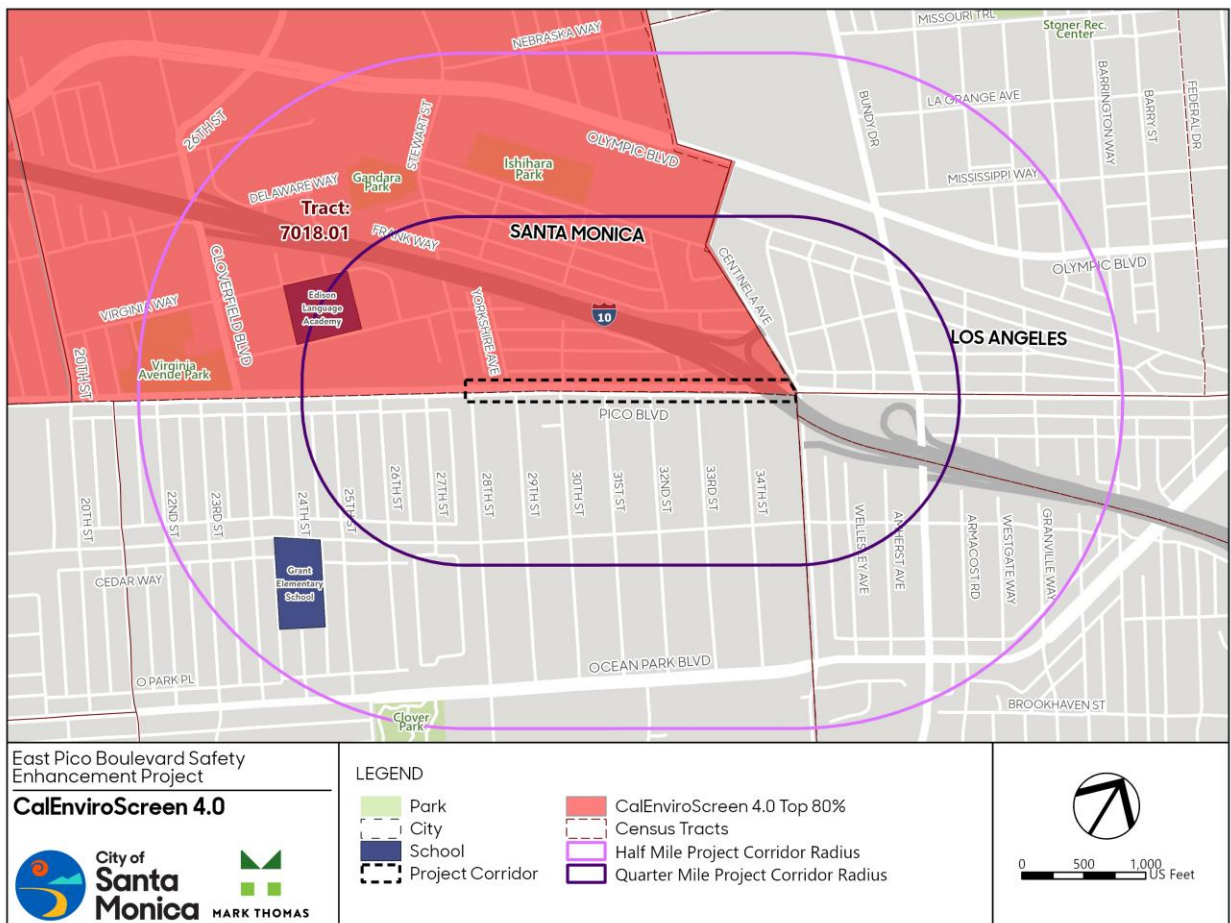 MISSOURI TRL
Stoner Rec.
Center
NEBRASKA WAY
BUNDY DR
LA GRANGE AVE
BARRINGTON WAY
BARRY ST
FEDERAL DR
26TH ST
STEWART ST
OLYMPIC BLVD
Ishihara
Park
Gandara
Park
DELAWARE WAY
MISSISSIPPI WAY
Tract:
7018.01
FRANK WAY
SANTA MONICA
CENTINELA AVE
OLYMPIC BLVD
CLOVERFIELD BLVD
Edison
Language
Academy
VIRGINIA WAY
YORKSHIRE AVE
10
LOS ANGELES
20TH ST
Virginia
Avenue Park
PICO BLVD
20TH ST
22ND ST
23RD ST
24TH ST
25TH ST
26TH ST
27TH ST
28TH ST
29TH ST
30TH ST
31ST ST
32ND ST
33RD ST
34TH ST
WELLESLEY AVE
AMHERST AVE
ARMACOST RD
WESTGATE WAY
GRANVILLE WAY
CEDAR WAY
Grant
Elementary
School
OCEAN PARK BLVD
O PARK PL
Clover
Park
BROOKHAVEN ST
East Pico Boulevard Safety
Enhancement Project
CalEnviroScreen 4.0
City of
Santa
Monica
MARK THOMAS
LEGEND
Park
City
School
Project Corridor
CalEnviroScreen 4.0 Top 80%
Census Tracts
Half Mile Project Corridor Radius
Quarter Mile Project Corridor Radius
0 500 1,000
US Feet